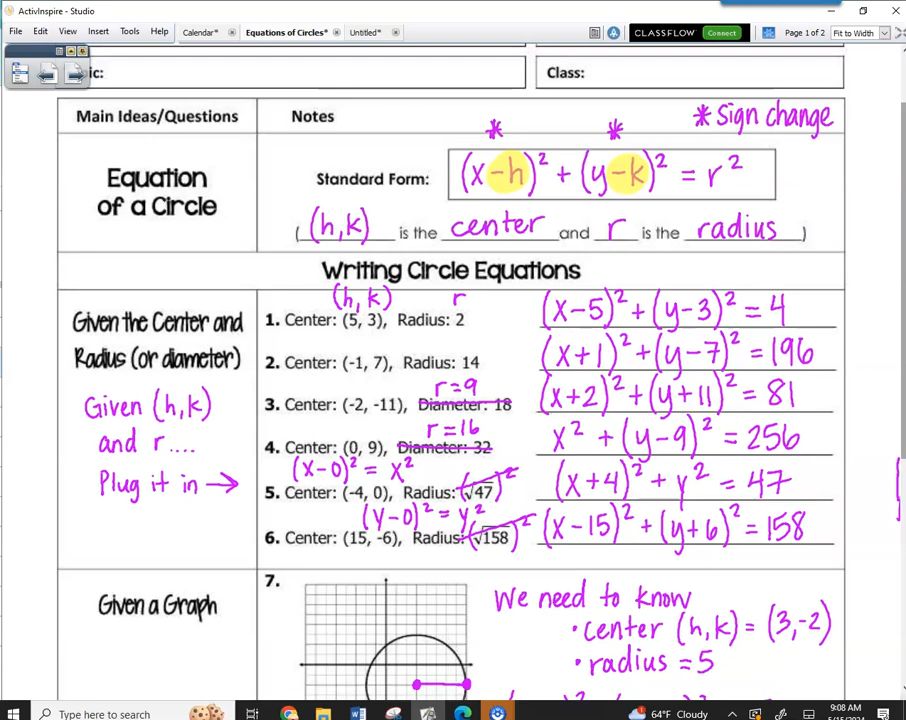 ActivInspire - Studio
File Edit View Insert Tools Help
Calendar* Equations of Circles* Untitled*
CLASSFLOW Connect
Page 1 of 2 Fit to Width
ic:
Class:
Main Ideas/Questions
Notes
*Sign change
* *
Equation
of a Circle
Standard Form: (x-h)² + (y-k)² = r²
( (h,k) is the center and r is the radius )
Writing Circle Equations
(h, k) r
Given the Center and
Radius (or diameter)
Given (h,k)
and r....
Plug it in →
1. Center: (5, 3), Radius: 2 (x-5)² + (y-3)² = 4
2. Center: (-1, 7), Radius: 14 (x+1)² + (y-7)² = 196
r=9
3. Center: (-2, -11), Diameter: 18 (x+2)² + (y+11)² = 81
r=16
4. Center: (0, 9), Diameter: 32 x² + (y-9)² = 256
(x-0)² = x²
5. Center: (-4, 0), Radius: (√47)² (x+4)² + y² = 47
(y-0)² = y²
6. Center: (15, -6), Radius: (√158)² (x-15)² + (y+6)² = 158
Given a Graph
7.
We need to know
• center (h,k) = (3,-2)
• radius = 5
Type here to search
64°F Cloudy
9:08 AM